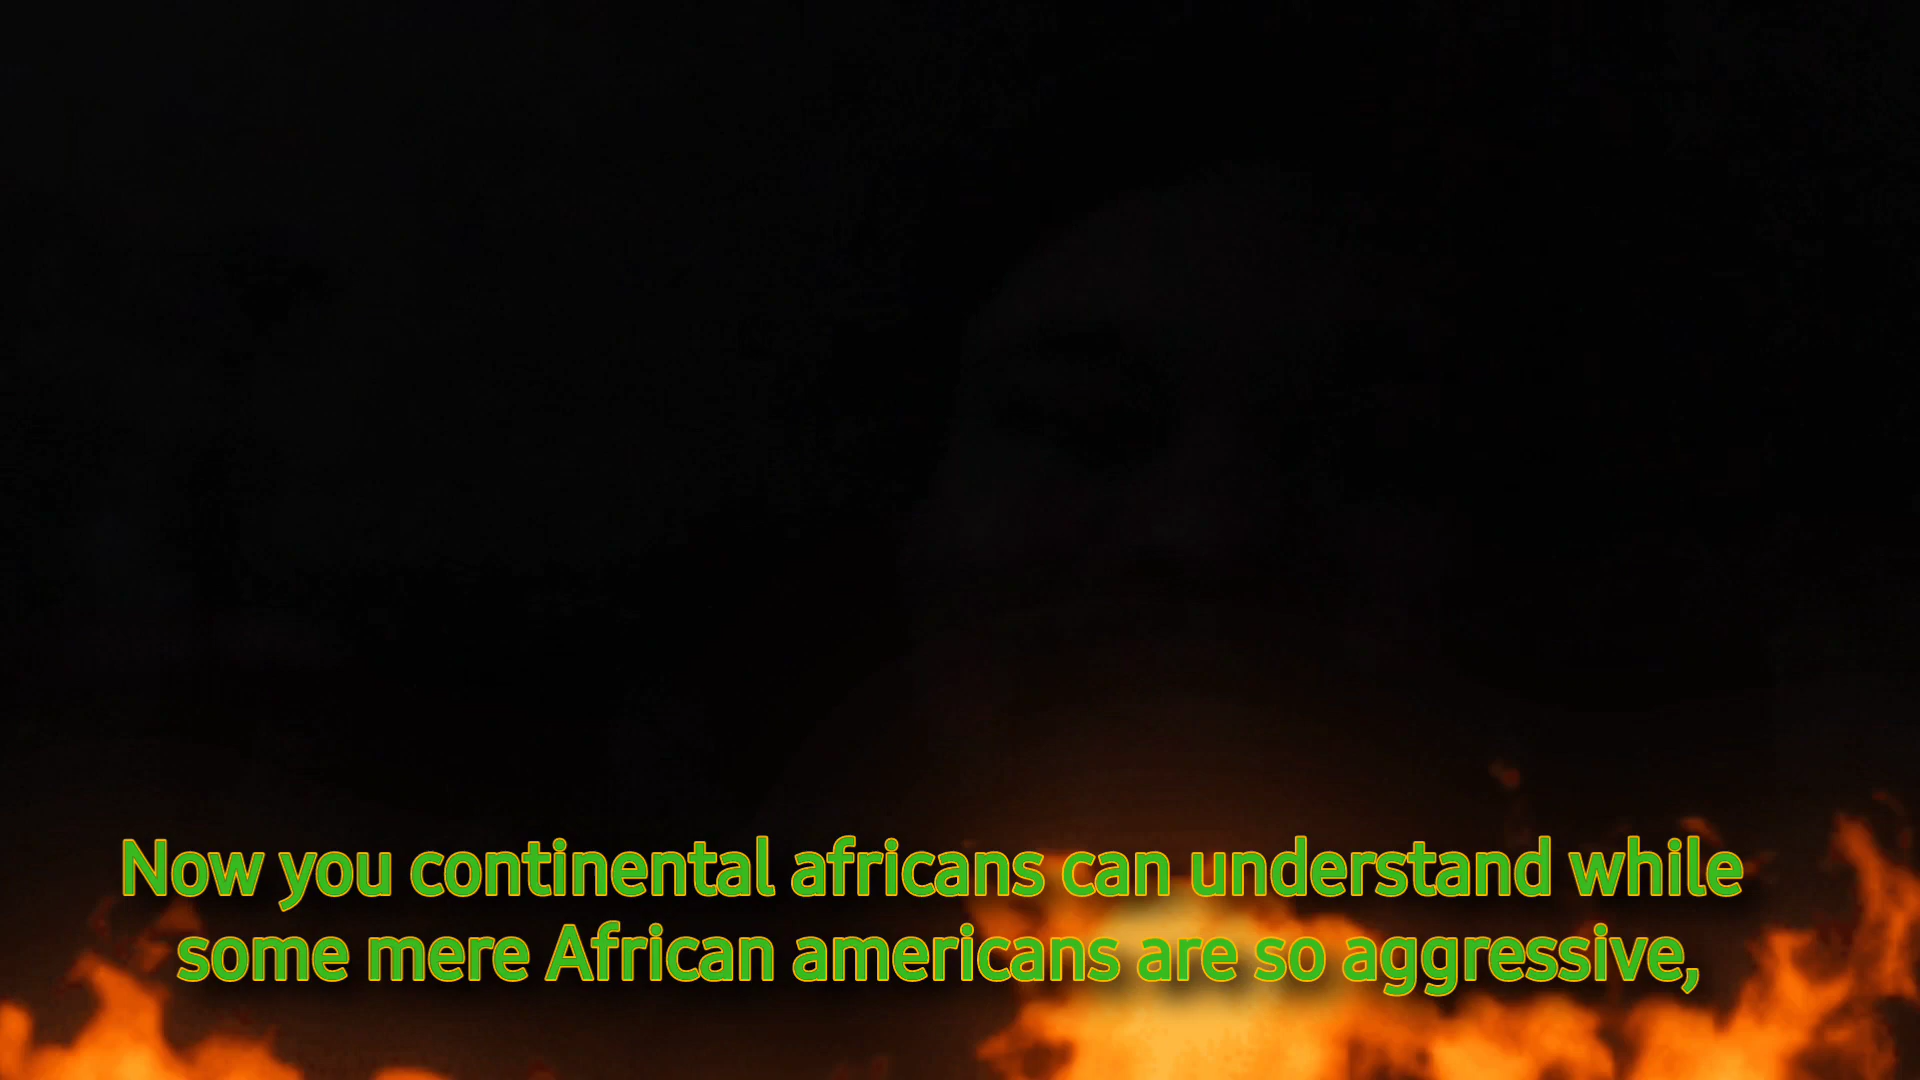 Now you continental africans can understand while
some mere African americans are so aggressive,